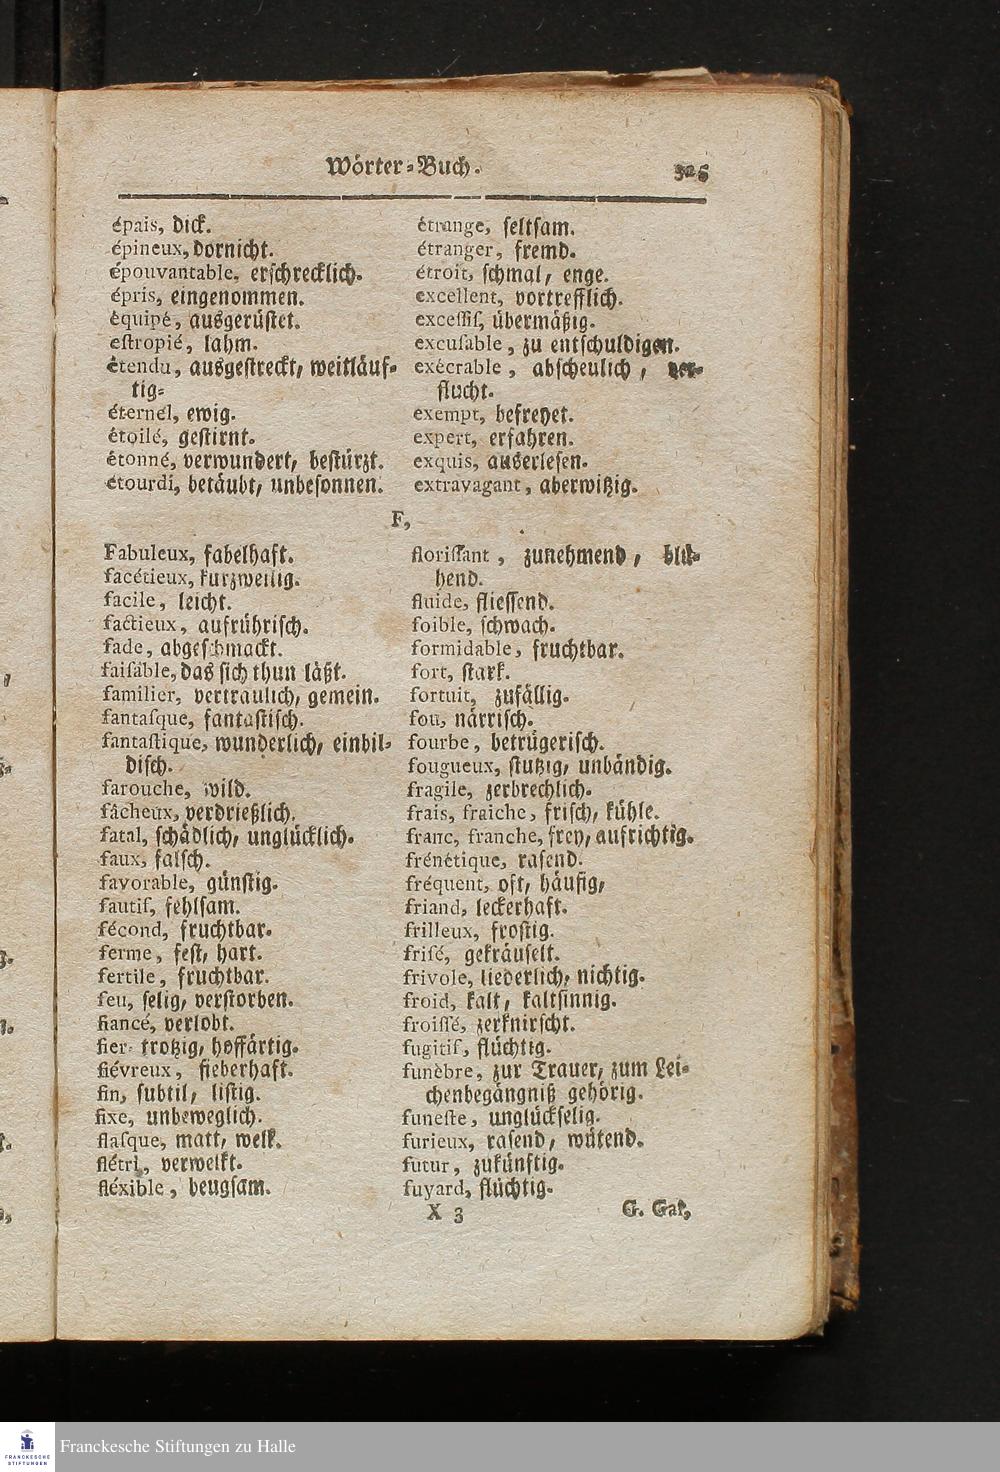 Wörter-Buch. 325
épais, dick.
épineux, dornicht.
épouvantable, erschrecklich.
épris, eingenommen.
équipé, ausgerüstet.
eſtropié, lahm.
étendu, ausgestreckt, weitläuf-
tig.
éternel, ewig.
étoilé, gestirnt.
étonné, verwundert, bestürzt.
étourdi, betäubt, unbesonnen.
étrange, seltsam.
étranger, fremd.
étroit, schmal, enge.
excellent, vortrefflich.
exceſſif, übermäßig.
excuſable, zu entschuldigen.
exécrable, abscheulich, ver-
flucht.
exempt, befreyet.
expert, erfahren.
exquis, auserlesen.
extravagant, aberwitzig.
F,
Fabuleux, fabelhaft.
facétieux, kurzweilig.
facile, leicht.
factieux, aufrührisch.
fade, abgeschmackt.
faiſable, das sich thun läßt.
familier, vertraulich, gemein.
fantaſque, fantastisch.
fantaſtique, wunderlich, einbil-
disch.
farouche, wild.
fâcheux, verdrießlich.
fatal, schädlich, unglücklich.
faux, falsch.
favorable, günstig.
fautif, fehlsam.
fécond, fruchtbar.
ferme, fest, hart.
fertile, fruchtbar.
feu, selig, verstorben.
fiancé, verlobt.
fier, trotzig, hoffärtig.
fiévreux, fieberhaft.
fin, subtil, listig.
fixe, unbeweglich.
flaſque, matt, welk.
flétri, verwelkt.
fléxible, beugsam.
floriſſant, zunehmend, blü-
hend.
fluide, fliessend.
foible, schwach.
formidable, fruchtbar.
fort, stark.
fortuit, zufällig.
fou, närrisch.
fourbe, betrügerisch.
fougueux, stutzig, unbändig.
fragile, zerbrechlich.
frais, fraiche, frisch, kühle.
franc, franche, frey, aufrichtig.
frénétique, rasend.
fréquent, oft, häufig,
friand, leckerhaft.
frilleux, frostig.
friſé, gekräuselt.
frivole, liederlich, nichtig.
froid, kalt, kaltsinnig.
froiſſé, zerknirscht.
fugitif, flüchtig.
funèbre, zur Trauer, zum Lei-
chenbegängniß gehörig.
funeſte, unglückselig.
furieux, rasend, wütend.
futur, zukünftig.
fuyard, flüchtig.
X 3 G. Gaf,
FRANCKESCHE
STIFTUNGEN
Franckesche Stiftungen zu Halle